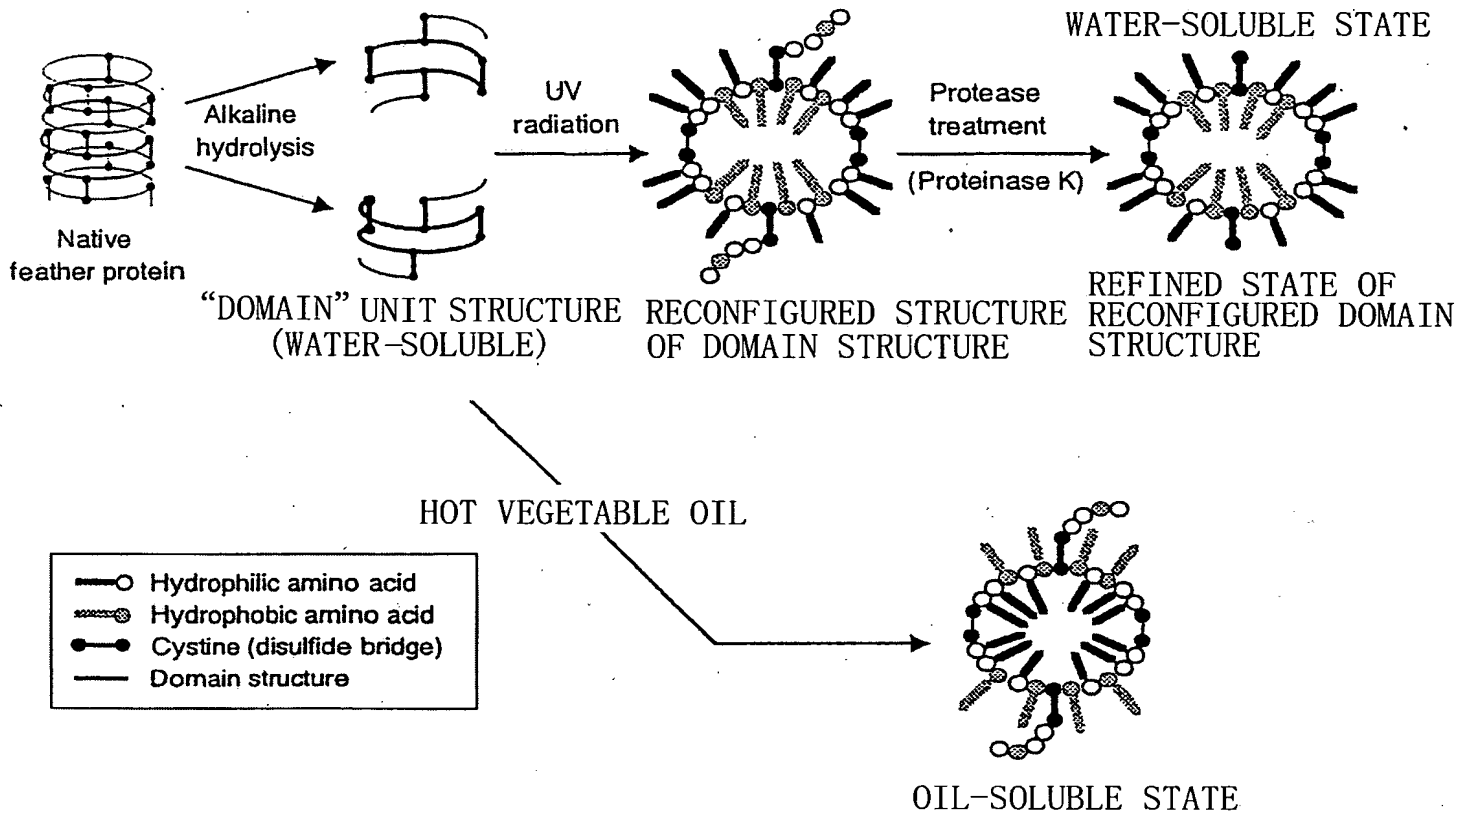 WATER-SOLUBLE STATE
Alkaline
hydrolysis
UV
radiation
Protease
treatment
(Proteinase K)
Native
feather protein
"DOMAIN" UNIT STRUCTURE
(WATER-SOLUBLE)
RECONFIGURED STRUCTURE
OF DOMAIN STRUCTURE
REFINED STATE OF
RECONFIGURED DOMAIN
STRUCTURE
HOT VEGETABLE OIL
Hydrophilic amino acid
Hydrophobic amino acid
Cystine (disulfide bridge)
Domain structure
OIL-SOLUBLE STATE